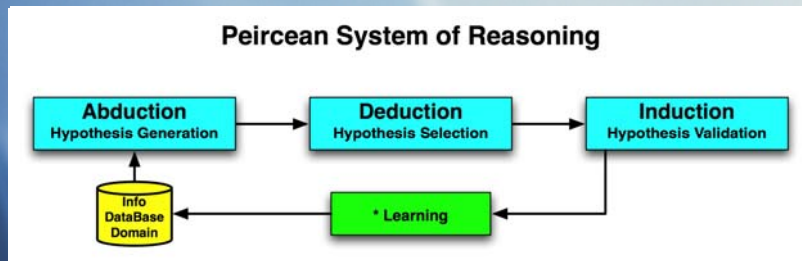 Peircean System of Reasoning
Abduction
Hypothesis Generation
Deduction
Hypothesis Selection
Induction
Hypothesis Validation
Info
DataBase
Domain
* Learning